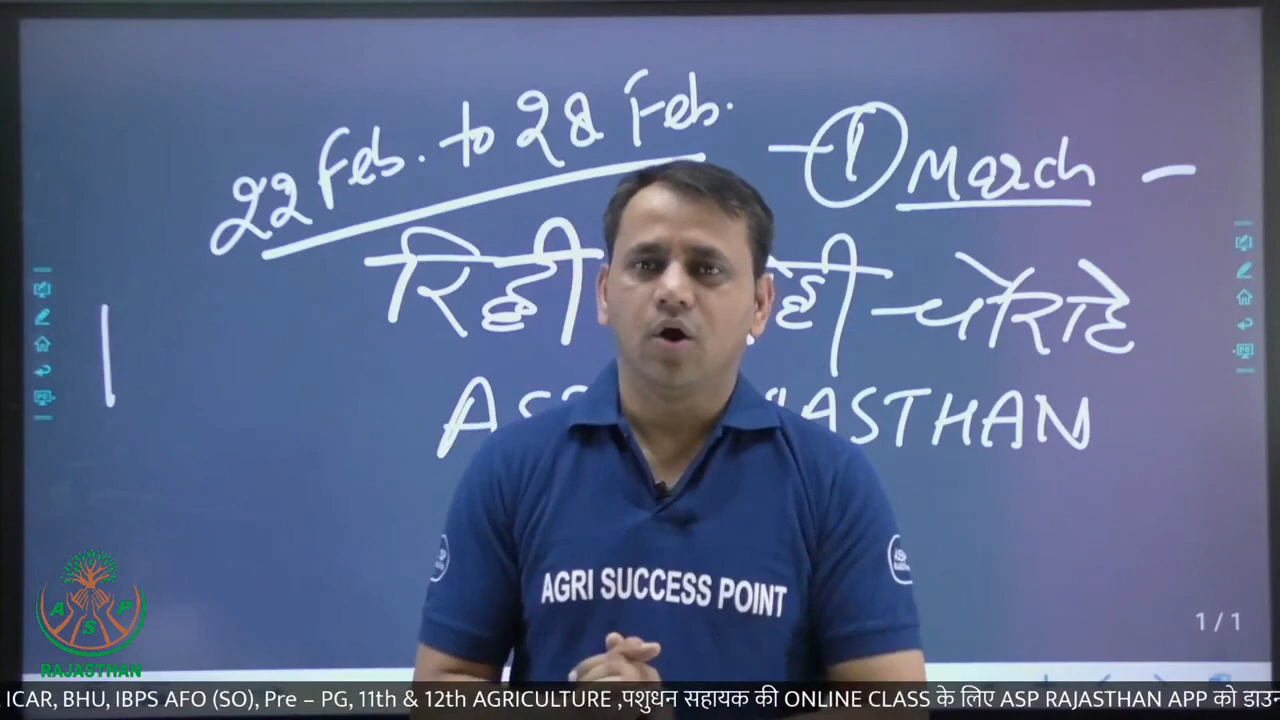 22 Feb. to 28 Feb. - 1 March -
रिद्दी चौराहे
RAJASTHAN
AGRI SUCCESS POINT
1/1
A S P
RAJASTHAN
, ICAR, BHU, IBPS AFO (SO), Pre – PG, 11th & 12th AGRICULTURE ,पशुधन सहायक की ONLINE CLASS के लिए ASP RAJASTHAN APP को डाउन